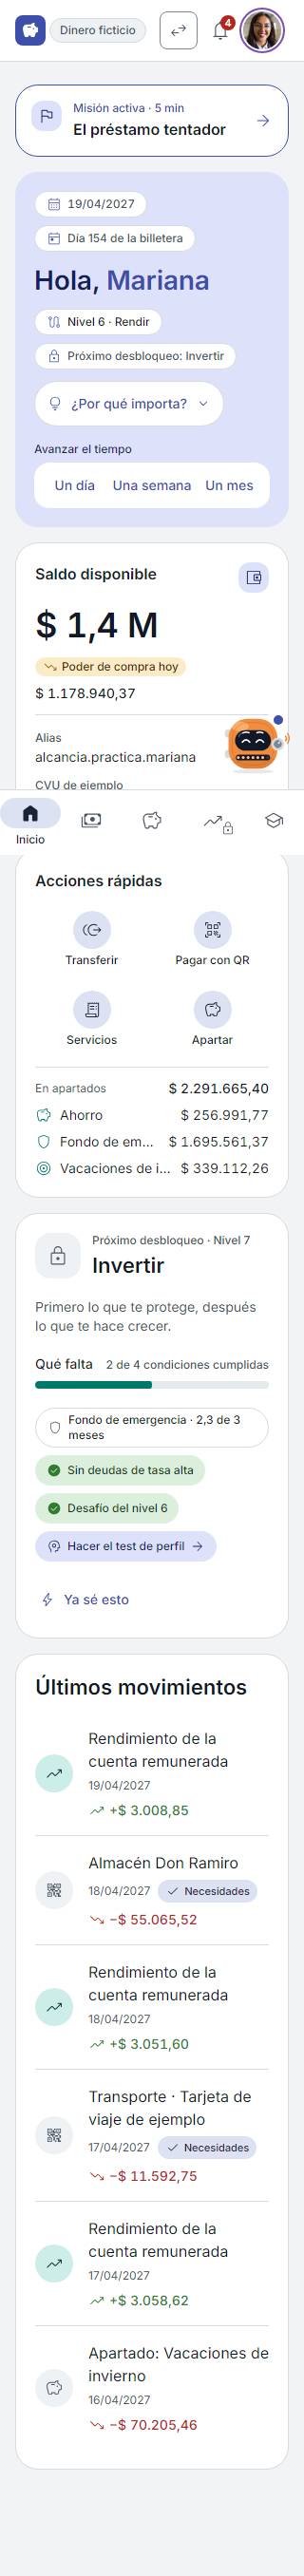 Dinero ficticio
4
Misión activa · 5 min
El préstamo tentador
19/04/2027
Día 154 de la billetera
Hola, Mariana
Nivel 6 · Rendir
Próximo desbloqueo: Invertir
¿Por qué importa?
Avanzar el tiempo
Un día Una semana Un mes
Saldo disponible
$ 1,4 M
Poder de compra hoy
$ 1.178.940,37
Alias
alcancia.practica.mariana
CVU de ejemplo
Inicio
Acciones rápidas
Transferir Pagar con QR
Servicios Apartar
En apartados $ 2.291.665,40
Ahorro $ 256.991,77
Fondo de em... $ 1.695.561,37
Vacaciones de i... $ 339.112,26
Próximo desbloqueo · Nivel 7
Invertir
Primero lo que te protege, después
lo que te hace crecer.
Qué falta 2 de 4 condiciones cumplidas
Fondo de emergencia · 2,3 de 3
meses
Sin deudas de tasa alta
Desafío del nivel 6
Hacer el test de perfil
Ya sé esto
Últimos movimientos
Rendimiento de la
cuenta remunerada
19/04/2027
+$ 3.008,85
Almacén Don Ramiro
18/04/2027 Necesidades
−$ 55.065,52
Rendimiento de la
cuenta remunerada
18/04/2027
+$ 3.051,60
Transporte · Tarjeta de
viaje de ejemplo
17/04/2027 Necesidades
−$ 11.592,75
Rendimiento de la
cuenta remunerada
17/04/2027
+$ 3.058,62
Apartado: Vacaciones de
invierno
16/04/2027
−$ 70.205,46